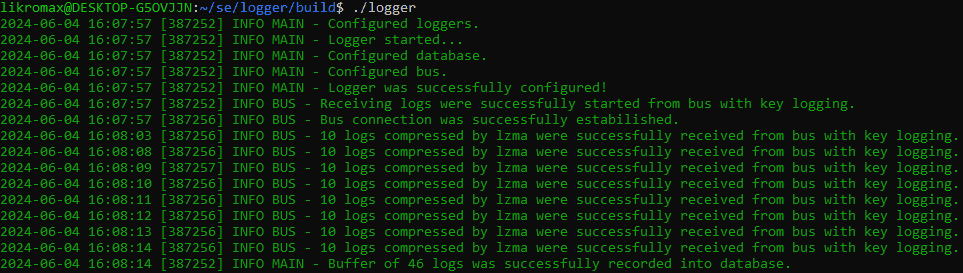 likromax@DESKTOP-G5OVJJN:~/se/logger/build$ ./logger
2024-06-04 16:07:57 [387252] INFO MAIN - Configured loggers.
2024-06-04 16:07:57 [387252] INFO MAIN - Logger started...
2024-06-04 16:07:57 [387252] INFO MAIN - Configured database.
2024-06-04 16:07:57 [387252] INFO MAIN - Configured bus.
2024-06-04 16:07:57 [387252] INFO MAIN - Logger was successfully configured!
2024-06-04 16:07:57 [387256] INFO BUS - Receiving logs were successfully started from bus with key logging.
2024-06-04 16:07:57 [387256] INFO BUS - Bus connection was successfully estabilished.
2024-06-04 16:08:03 [387256] INFO BUS - 10 logs compressed by lzma were successfully received from bus with key logging.
2024-06-04 16:08:08 [387256] INFO BUS - 10 logs compressed by lzma were successfully received from bus with key logging.
2024-06-04 16:08:09 [387257] INFO BUS - 10 logs compressed by lzma were successfully received from bus with key logging.
2024-06-04 16:08:10 [387256] INFO BUS - 10 logs compressed by lzma were successfully received from bus with key logging.
2024-06-04 16:08:11 [387256] INFO BUS - 10 logs compressed by lzma were successfully received from bus with key logging.
2024-06-04 16:08:12 [387256] INFO BUS - 10 logs compressed by lzma were successfully received from bus with key logging.
2024-06-04 16:08:13 [387256] INFO BUS - 10 logs compressed by lzma were successfully received from bus with key logging.
2024-06-04 16:08:14 [387256] INFO BUS - 10 logs compressed by lzma were successfully received from bus with key logging.
2024-06-04 16:08:14 [387252] INFO MAIN - Buffer of 46 logs was successfully recorded into database.